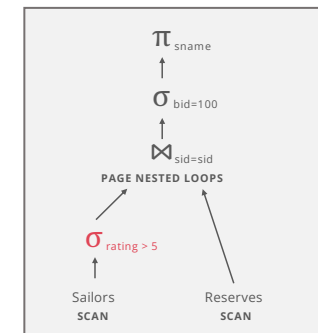 π sname
σ bid=100
⋈ sid=sid
PAGE NESTED LOOPS
σ rating > 5
Sailors Reserves
SCAN SCAN